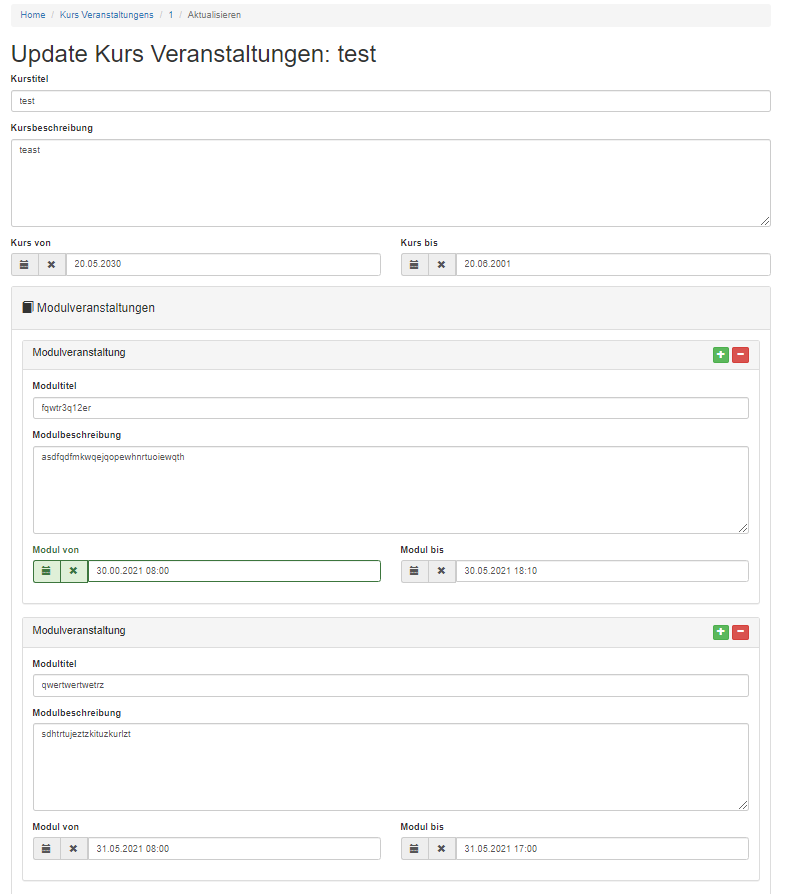 Home / Kurs Veranstaltungens / 1 / Aktualisieren
Update Kurs Veranstaltungen: test
Kurstitel
test
Kursbeschreibung
teast
Kurs von Kurs bis
20.05.2030 20.06.2001
Modulveranstaltungen
Modulveranstaltung
Modultitel
fqwtr3q12er
Modulbeschreibung
asdfqdfmkwqejqopewhnrtuoiewqth
Modul von Modul bis
30.00.2021 08:00 30.05.2021 18:10
Modulveranstaltung
Modultitel
qwertwertwetrz
Modulbeschreibung
sdhtrtujeztzkituzkurlzt
Modul von Modul bis
31.05.2021 08:00 31.05.2021 17:00